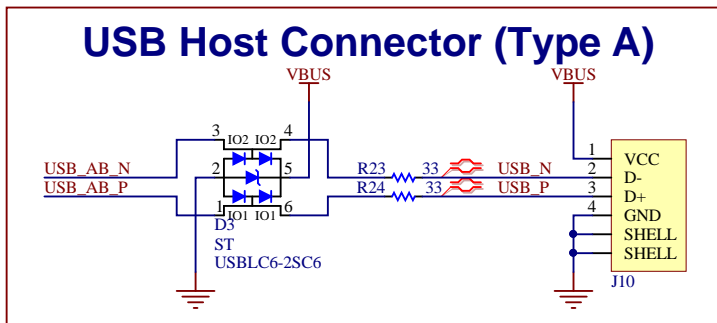 USB Host Connector (Type A)
VBUS VBUS
3 IO2 IO2 4
1 VCC
USB_AB_N 2 5 R23 33 USB_N 2 D-
USB_AB_P R24 33 USB_P 3 D+
1 IO1 IO1 6 4 GND
D3 SHELL
ST SHELL
USBLC6-2SC6
J10